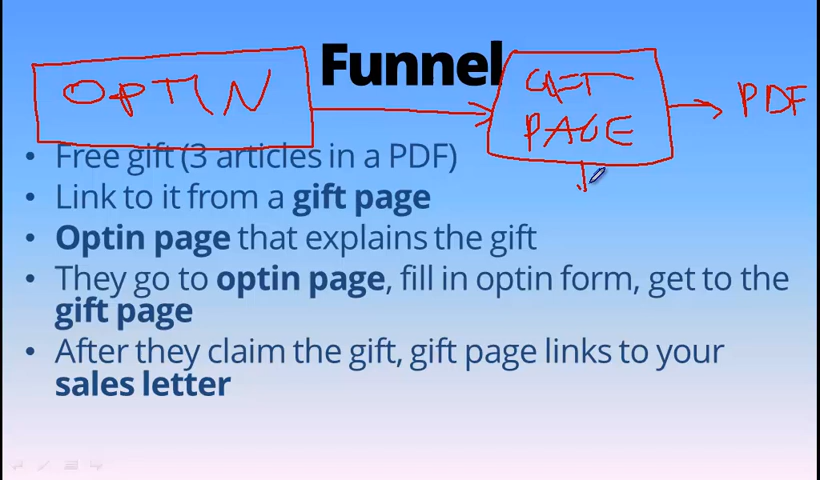 Funnel
OPTIN
GIFT
PAGE
PDF
• Free gift (3 articles in a PDF)
• Link to it from a gift page
• Optin page that explains the gift
• They go to optin page, fill in optin form, get to the
gift page
• After they claim the gift, gift page links to your
sales letter